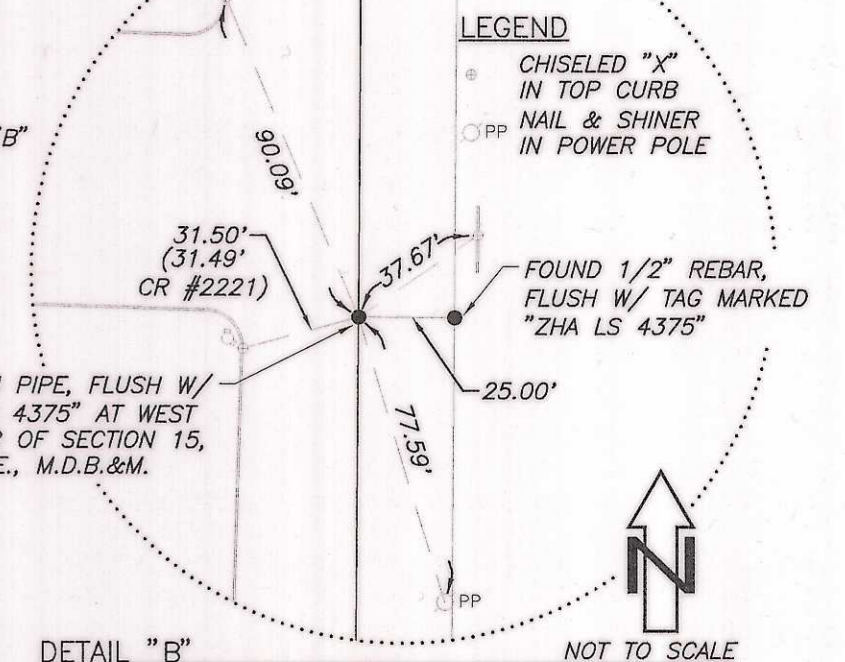 LEGEND
CHISELED "X"
IN TOP CURB
PP
NAIL & SHINER
IN POWER POLE
B"
90.09'
31.50'
(31.49'
CR #2221)
37.67'
FOUND 1/2" REBAR,
FLUSH W/ TAG MARKED
"ZHA LS 4375"
25.00'
PIPE, FLUSH W/
4375" AT WEST
OF SECTION 15,
E., M.D.B.&M.
77.59'
PP
N
DETAIL "B"
NOT TO SCALE